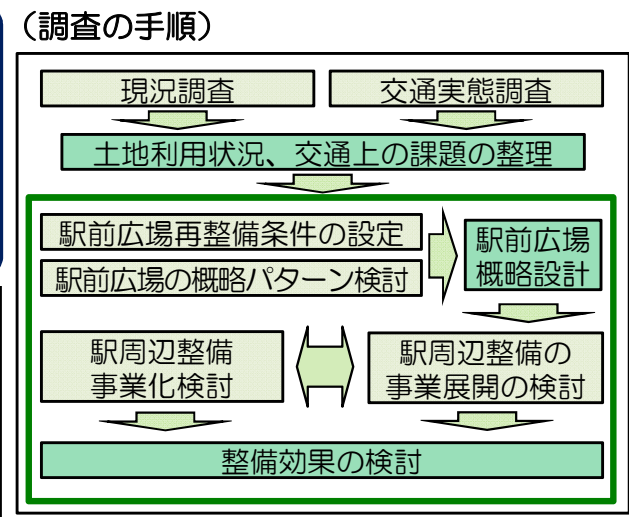 （調査の手順）
現況調査
交通実態調査
土地利用状況、交通上の課題の整理
駅前広場再整備条件の設定
駅前広場の概略パターン検討
駅前広場
概略設計
駅周辺整備
事業化検討
駅周辺整備の
事業展開の検討
整備効果の検討